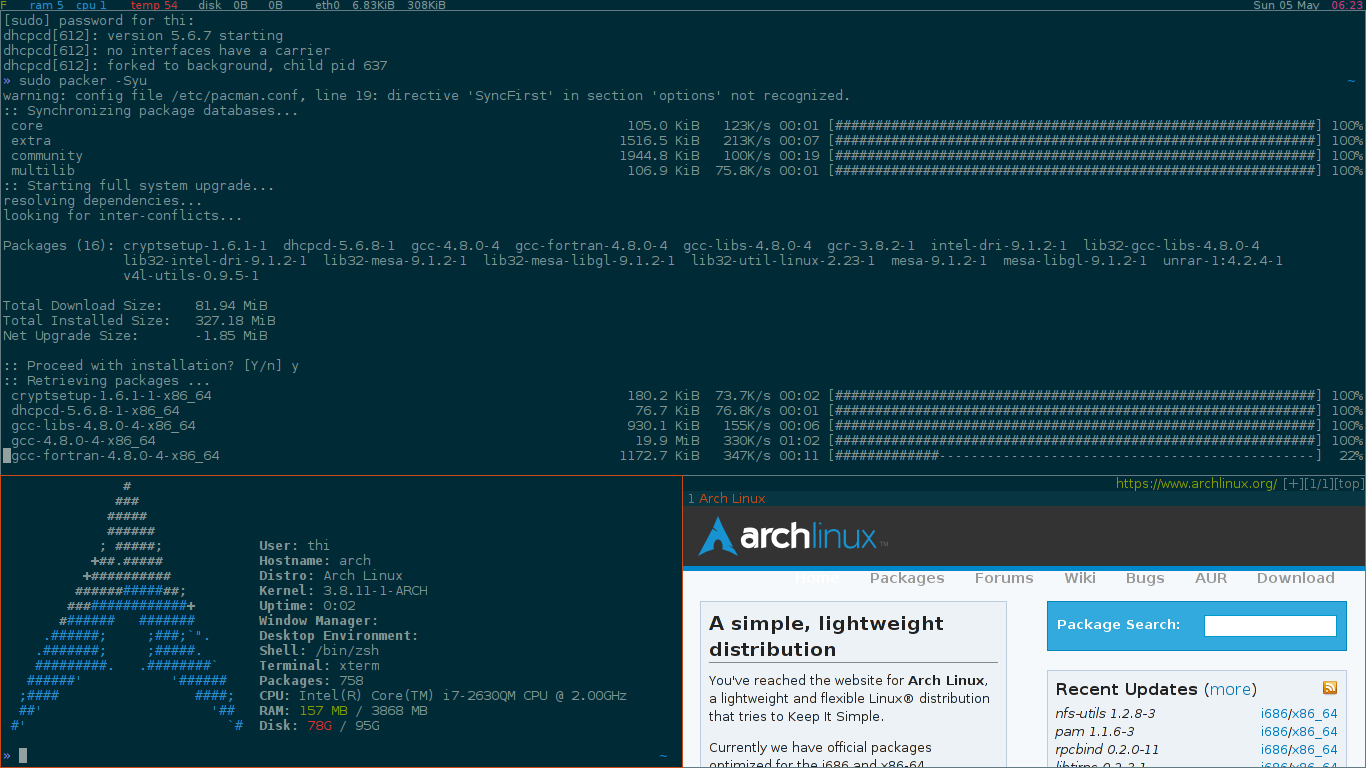 F ram 5 cpu 1 temp 54 disk 0B 0B eth0 6.83KiB 308KiB Sun 05 May 06:23
[sudo] password for thi:
dhcpcd[612]: version 5.6.7 starting
dhcpcd[612]: no interfaces have a carrier
dhcpcd[612]: forked to background, child pid 637
» sudo packer -Syu ~
warning: config file /etc/pacman.conf, line 19: directive 'SyncFirst' in section 'options' not recognized.
:: Synchronizing package databases...
core 105.0 KiB 123K/s 00:01 [############################################################] 100%
extra 1516.5 KiB 213K/s 00:07 [############################################################] 100%
community 1944.8 KiB 100K/s 00:19 [############################################################] 100%
multilib 106.9 KiB 75.8K/s 00:01 [############################################################] 100%
:: Starting full system upgrade...
resolving dependencies...
looking for inter-conflicts...
Packages (16): cryptsetup-1.6.1-1 dhcpcd-5.6.8-1 gcc-4.8.0-4 gcc-fortran-4.8.0-4 gcc-libs-4.8.0-4 gcr-3.8.2-1 intel-dri-9.1.2-1 lib32-gcc-libs-4.8.0-4
lib32-intel-dri-9.1.2-1 lib32-mesa-9.1.2-1 lib32-mesa-libgl-9.1.2-1 lib32-util-linux-2.23-1 mesa-9.1.2-1 mesa-libgl-9.1.2-1 unrar-1:4.2.4-1
v4l-utils-0.9.5-1
Total Download Size: 81.94 MiB
Total Installed Size: 327.18 MiB
Net Upgrade Size: -1.85 MiB
:: Proceed with installation? [Y/n] y
:: Retrieving packages ...
cryptsetup-1.6.1-1-x86_64 180.2 KiB 73.7K/s 00:02 [############################################################] 100%
dhcpcd-5.6.8-1-x86_64 76.7 KiB 76.8K/s 00:01 [############################################################] 100%
gcc-libs-4.8.0-4-x86_64 930.1 KiB 155K/s 00:06 [############################################################] 100%
gcc-4.8.0-4-x86_64 19.9 MiB 330K/s 01:02 [############################################################] 100%
gcc-fortran-4.8.0-4-x86_64 1172.7 KiB 347K/s 00:11 [#############-----------------------------------------------] 22%
User: thi
Hostname: arch
Distro: Arch Linux
Kernel: 3.8.11-1-ARCH
Uptime: 0:02
Window Manager:
Desktop Environment:
Shell: /bin/zsh
Terminal: xterm
Packages: 758
CPU: Intel(R) Core(TM) i7-2630QM CPU @ 2.00GHz
RAM: 157 MB / 3868 MB
Disk: 78G / 95G
» ~
https://www.archlinux.org/ [+][1/1][top]
1 Arch Linux
archlinux™
Home Packages Forums Wiki Bugs AUR Download
A simple, lightweight
distribution
You've reached the website for Arch Linux,
a lightweight and flexible Linux® distribution
that tries to Keep It Simple.
Currently we have official packages
optimized for the i686 and x86-64
Package Search:
Recent Updates (more)
nfs-utils 1.2.8-3 i686/x86_64
pam 1.1.6-3 i686/x86_64
rpcbind 0.2.0-11 i686/x86_64
libtirpc 0.2.3-1 i686/x86_64